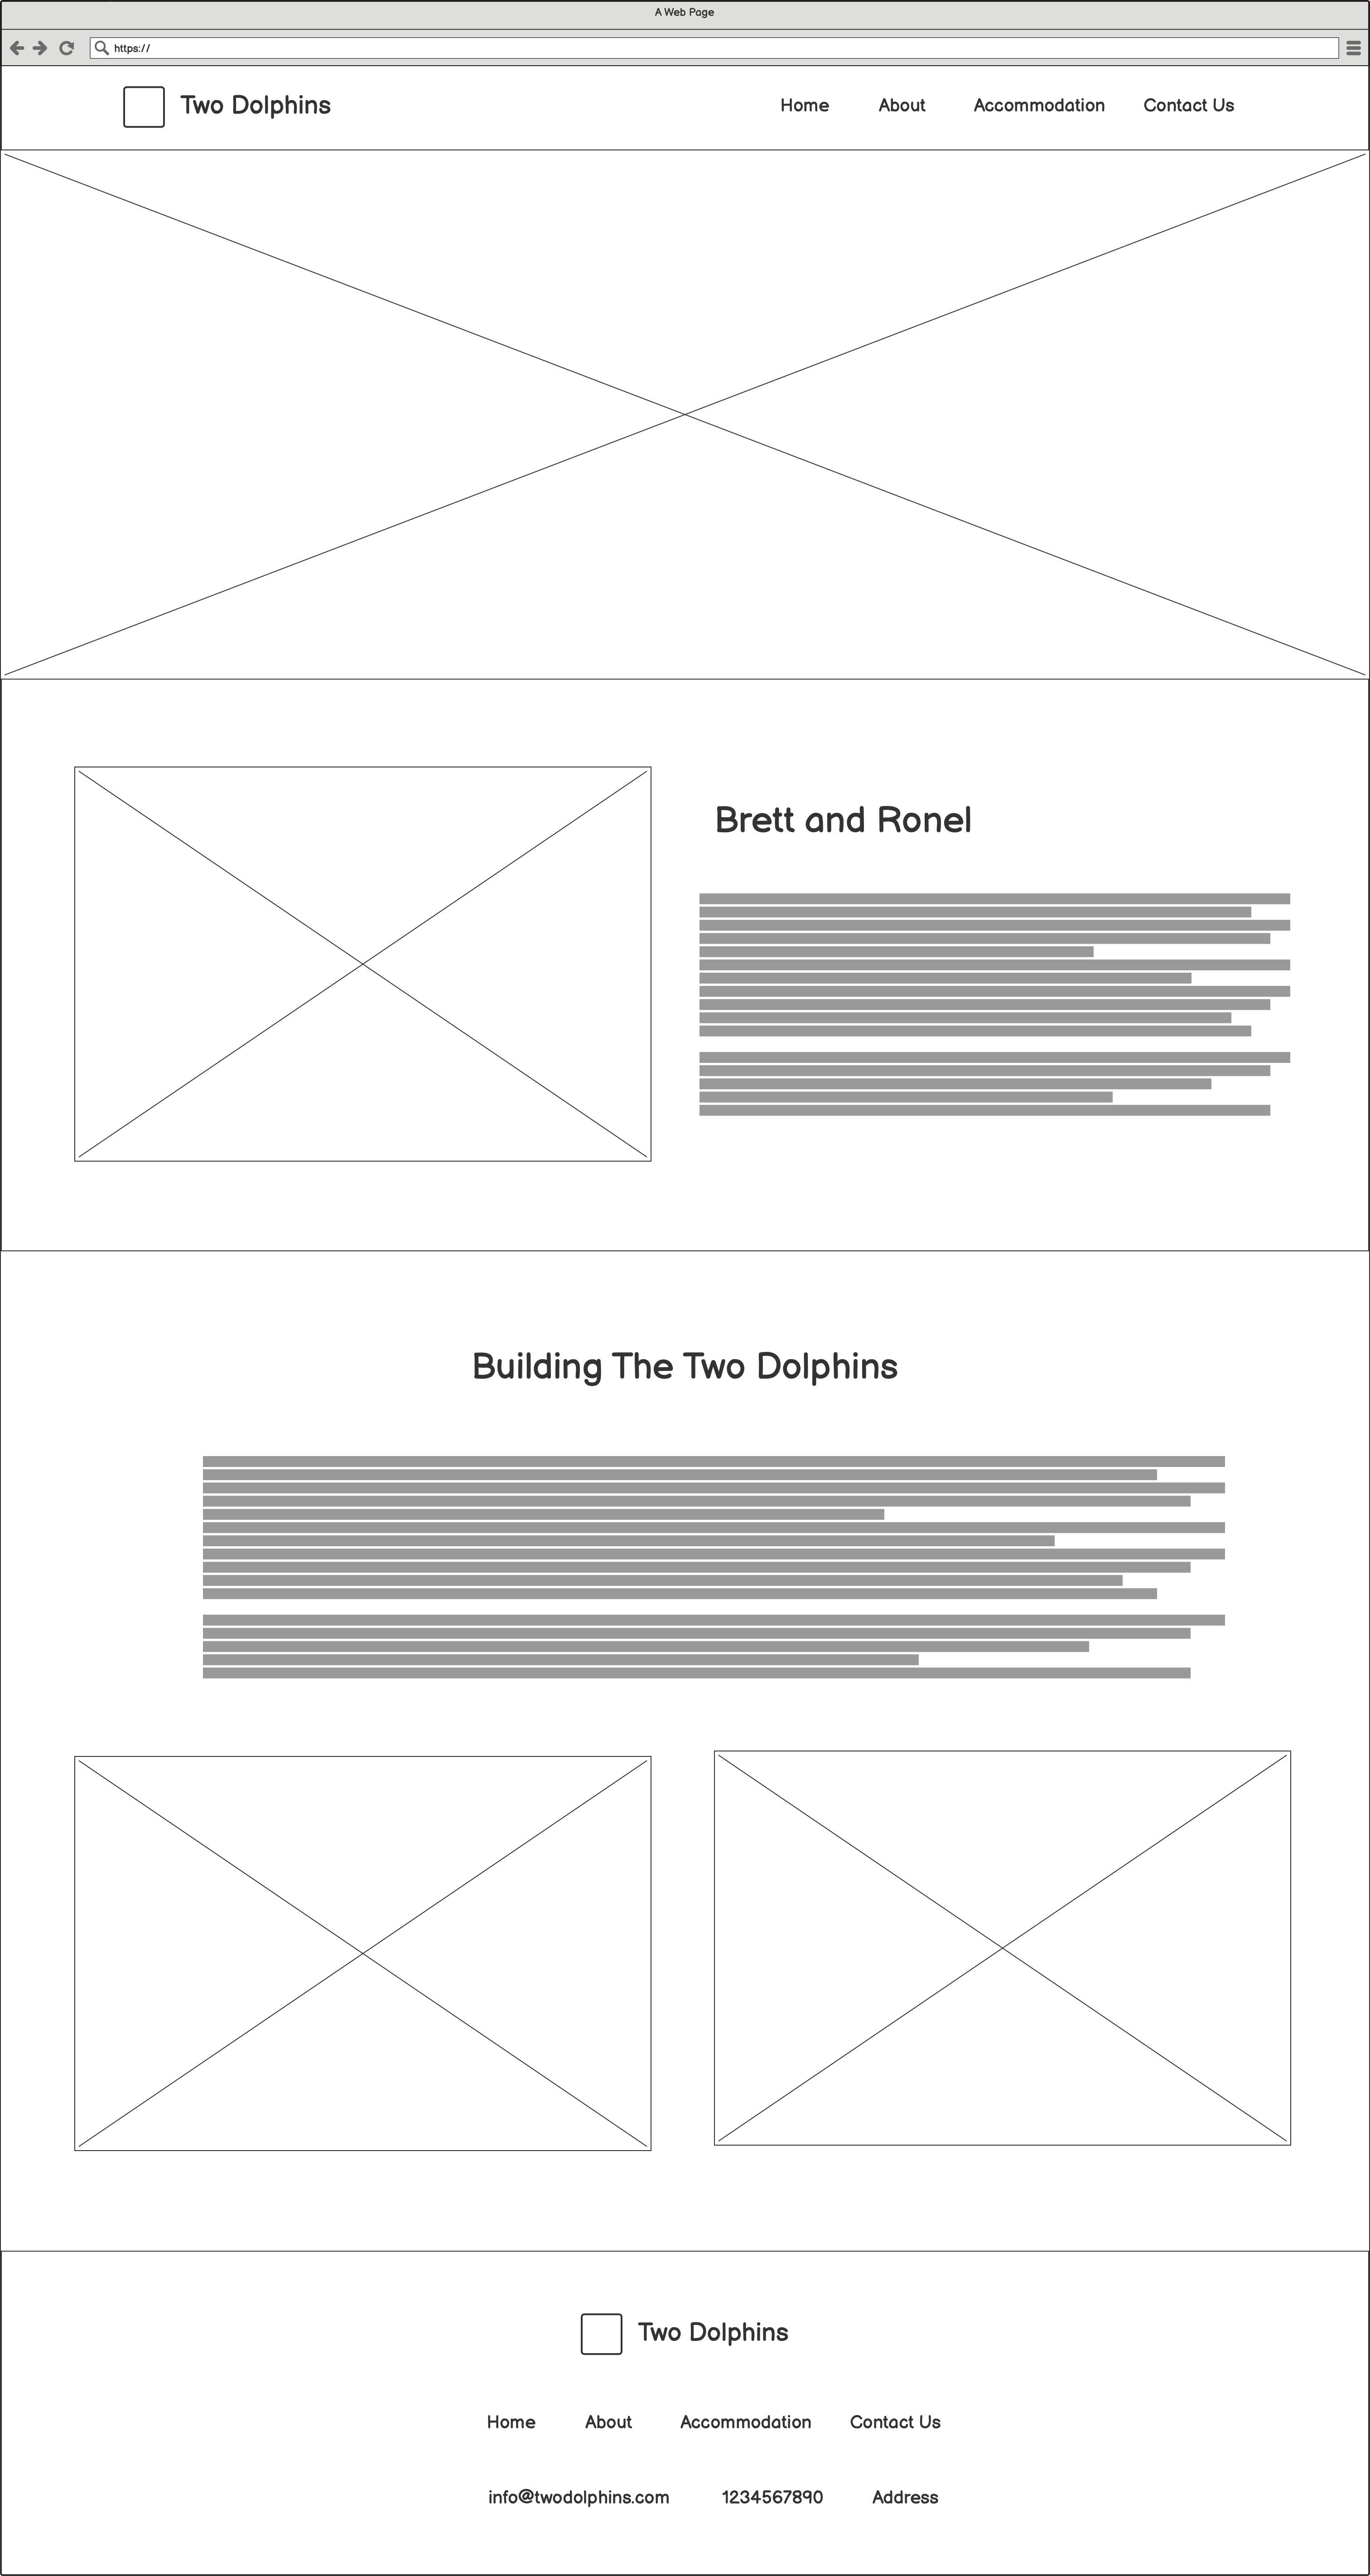 A Web Page
https://
Two Dolphins
Home About Accommodation Contact Us
Brett and Ronel
Building The Two Dolphins
Two Dolphins
Home About Accommodation Contact Us
info@twodolphins.com 1234567890 Address